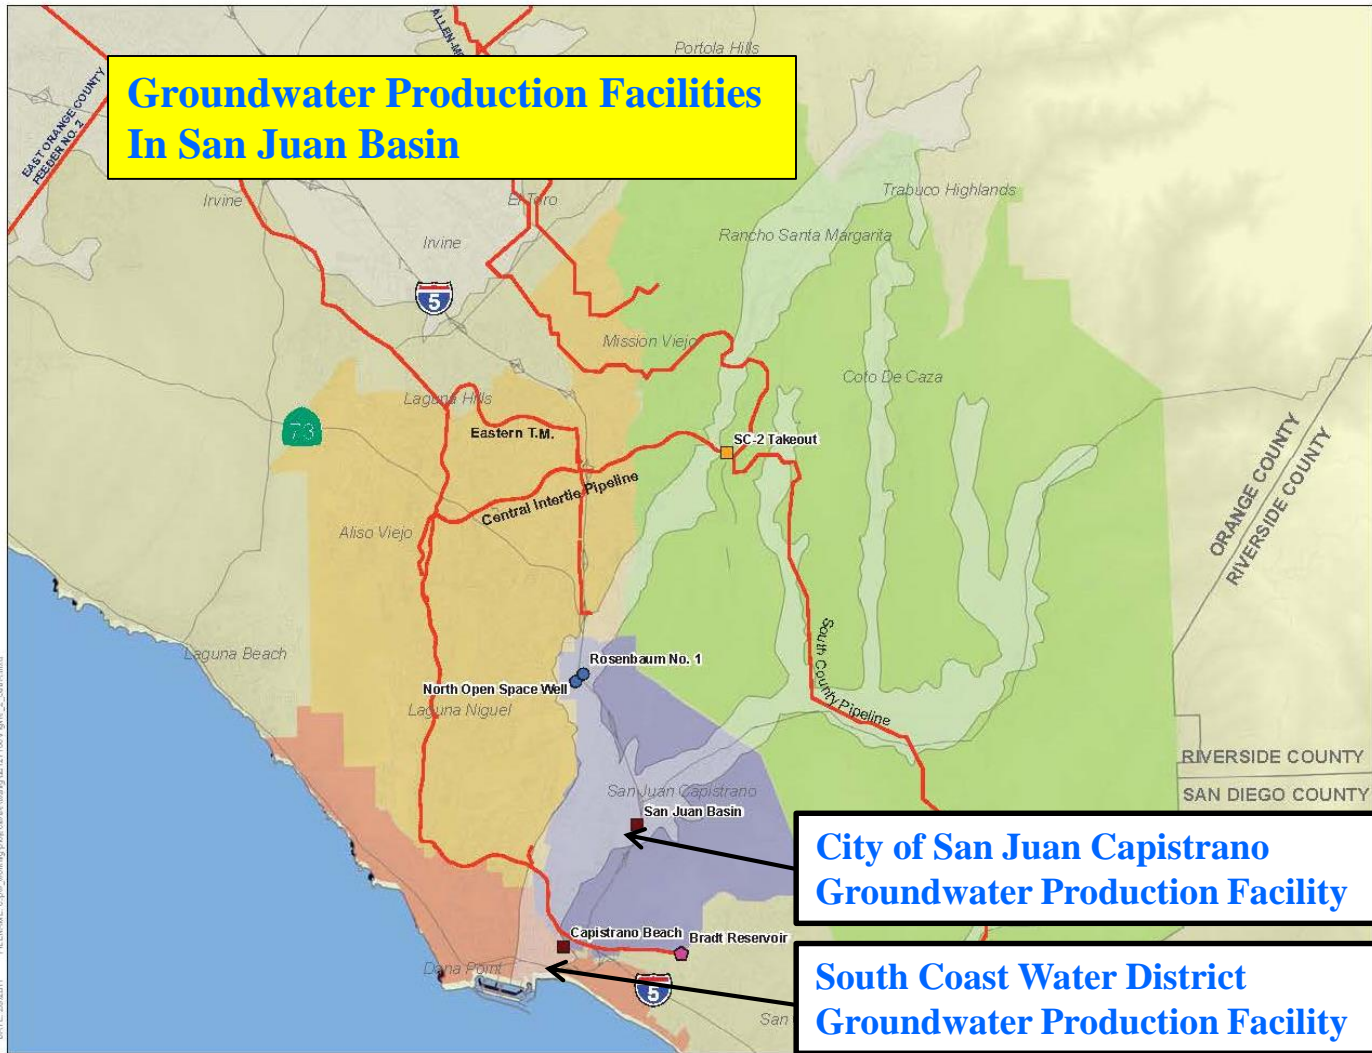 Groundwater Production Facilities
In San Juan Basin
Portola Hills
EAST ORANGE COUNTY
FEEDER NO. 2
Irvine
El Toro
Trabuco Highlands
Irvine
Rancho Santa Margarita
5
Mission Viejo
Coto De Caza
Laguna Hills
73
Eastern T.M.
SC-2 Takeout
Central Intertie Pipeline
ORANGE COUNTY
RIVERSIDE COUNTY
Aliso Viejo
South County Pipeline
Laguna Beach
Rosenbaum No. 1
North Open Space Well
Laguna Niguel
RIVERSIDE COUNTY
SAN DIEGO COUNTY
San Juan Capistrano
San Juan Basin
City of San Juan Capistrano
Groundwater Production Facility
Capistrano Beach
Bradt Reservoir
Dana Point
5
San
South Coast Water District
Groundwater Production Facility